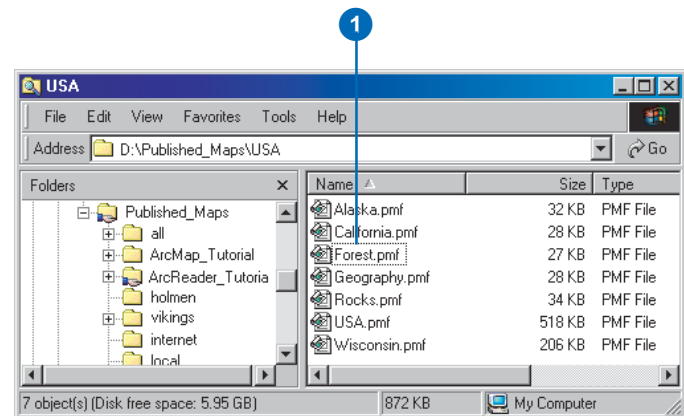 1
USA
File Edit View Favorites Tools Help
Address D:\Published_Maps\USA Go
Folders
Published_Maps
all
ArcMap_Tutorial
ArcReader_Tutoria
holmen
vikings
internet
local
Name Size Type
Alaska.pmf 32 KB PMF File
California.pmf 28 KB PMF File
Forest.pmf 27 KB PMF File
Geography.pmf 28 KB PMF File
Rocks.pmf 34 KB PMF File
USA.pmf 518 KB PMF File
Wisconsin.pmf 206 KB PMF File
7 object(s) (Disk free space: 5.95 GB) 872 KB My Computer